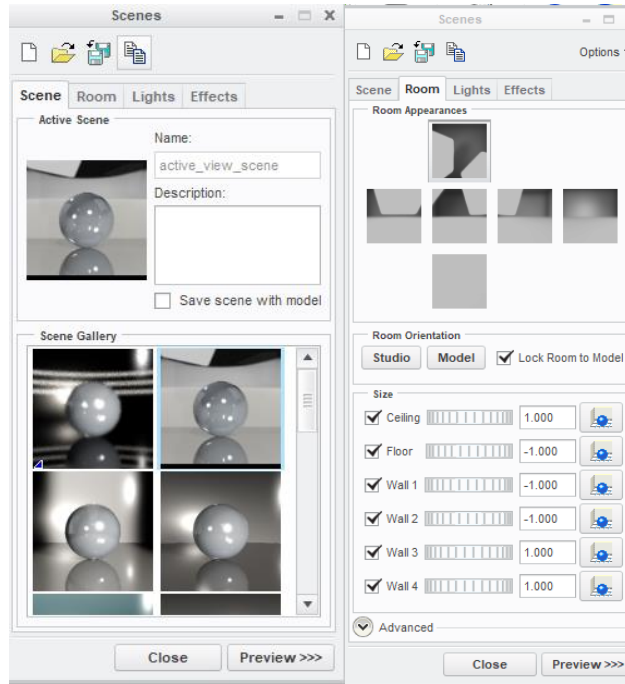 Scenes
Scene Room Lights Effects
Active Scene
Name:
active_view_scene
Description:
Save scene with model
Scene Gallery
Close Preview >>>
Scenes
Options
Scene Room Lights Effects
Room Appearances
Room Orientation
Studio Model Lock Room to Model
Size
Ceiling 1.000
Floor -1.000
Wall 1 -1.000
Wall 2 -1.000
Wall 3 1.000
Wall 4 1.000
Advanced
Close Preview >>>